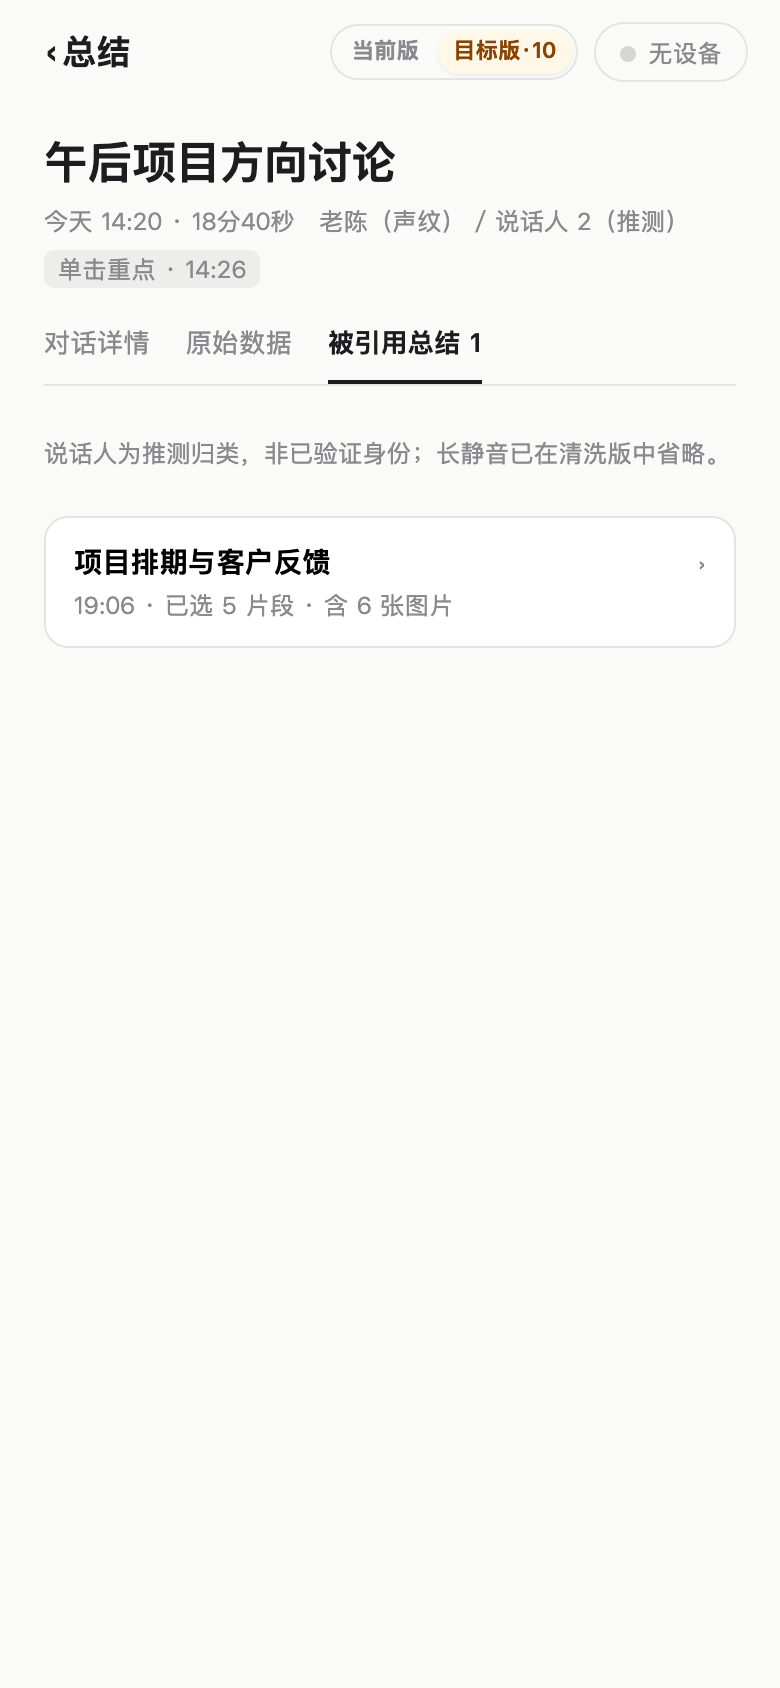 ‹总结
当前版 目标版·10 无设备
午后项目方向讨论
今天 14:20 · 18分40秒 老陈（声纹） / 说话人 2（推测）
单击重点 · 14:26
对话详情 原始数据 被引用总结 1
说话人为推测归类，非已验证身份；长静音已在清洗版中省略。
项目排期与客户反馈 ›
19:06 · 已选 5 片段 · 含 6 张图片